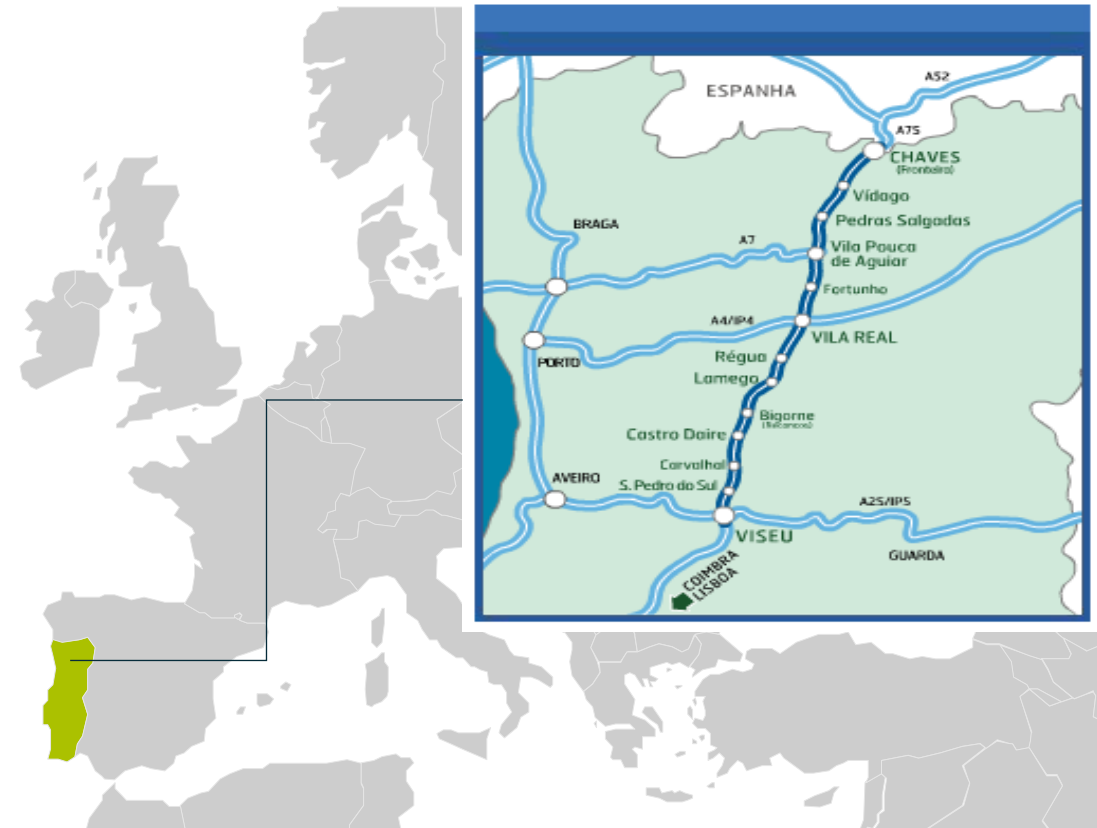 A52
ESPANHA
A75
CHAVES
(Fronteira)
Vidago
Pedras Salgadas
BRAGA
A7
Vila Pouca
de Aguiar
Fortunho
A4/IP4
VILA REAL
PORTO
Régua
Lamego
Bigorne
Castro Daire
Carvalhal
AVEIRO
S. Pedro do Sul
A25/IP5
VISEU
GUARDA
COIMBRA
LISBOA